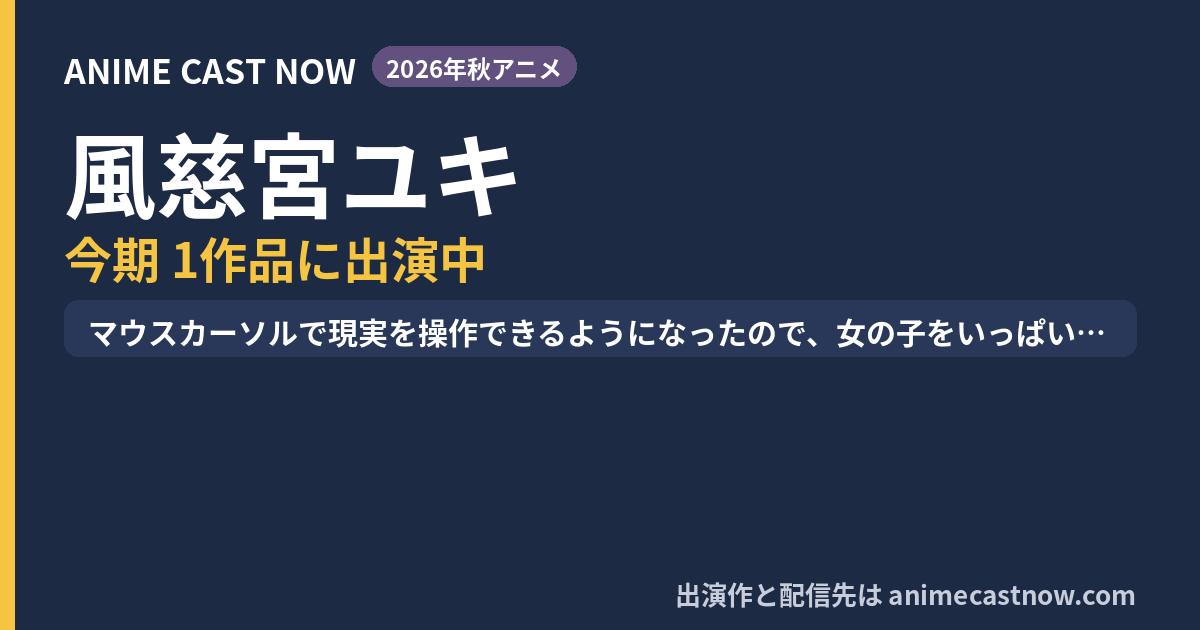 ANIME CAST NOW 2026年秋アニメ
風慈宮ユキ
今期 1作品に出演中
マウスカーソルで現実を操作できるようになったので、女の子をいっぱい…
出演作と配信先は animecastnow.com